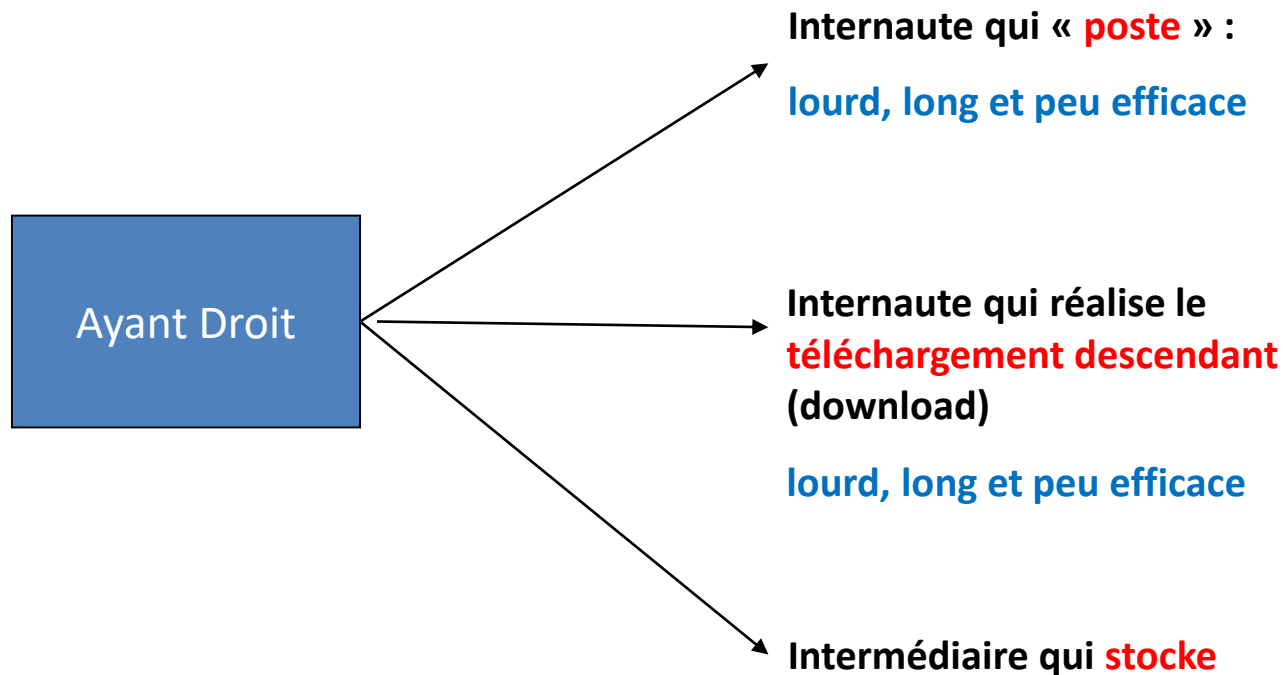 Internaute qui « poste » :
lourd, long et peu efficace
Ayant Droit
Internaute qui réalise le
téléchargement descendant
(download)
lourd, long et peu efficace
Intermédiaire qui stocke